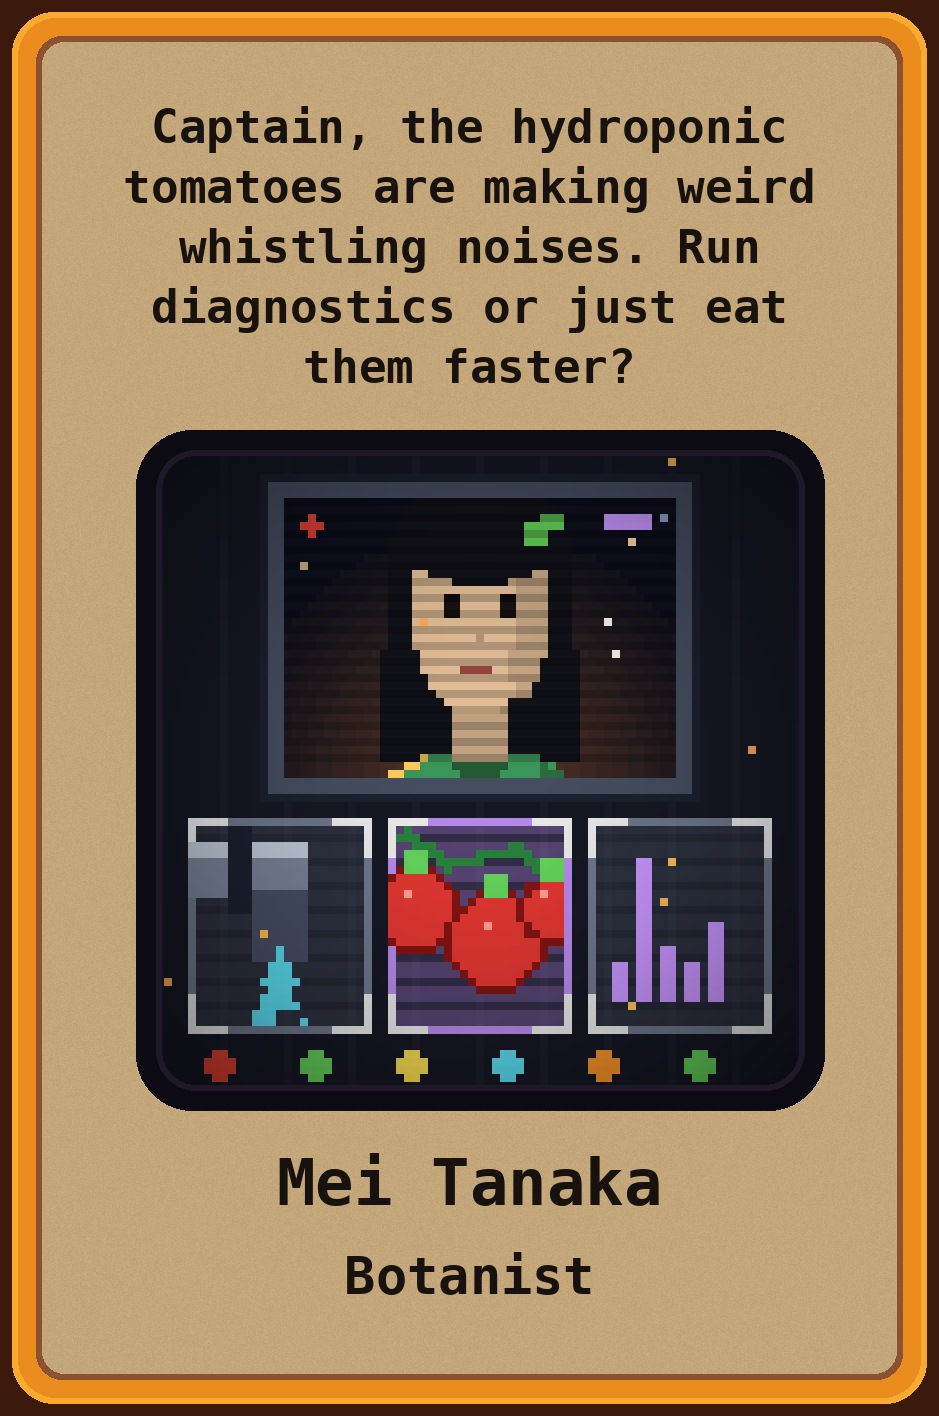 Captain, the hydroponic
tomatoes are making weird
whistling noises. Run
diagnostics or just eat
them faster?
Mei Tanaka
Botanist